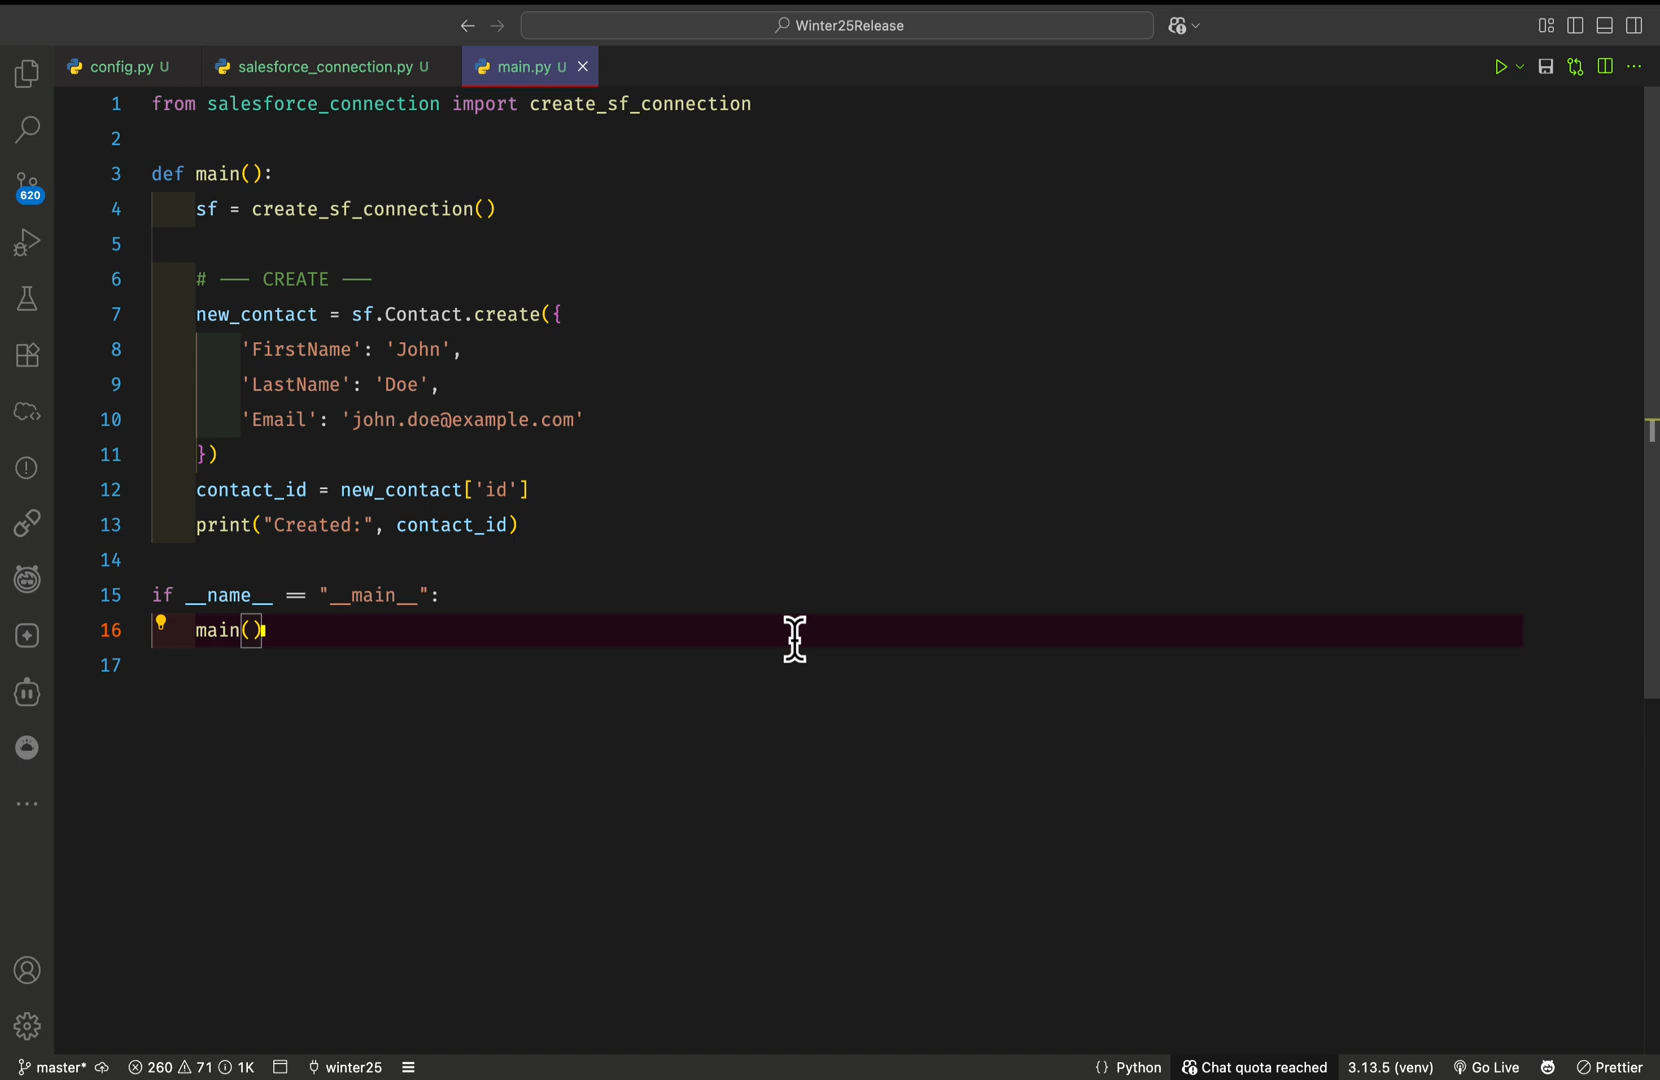 Winter25Release
config.py U
salesforce_connection.py U
main.py U
1 from salesforce_connection import create_sf_connection
2
3 def main():
4 sf = create_sf_connection()
5
6 # --- CREATE ---
7 new_contact = sf.Contact.create({
8 'FirstName': 'John',
9 'LastName': 'Doe',
10 'Email': 'john.doe@example.com'
11 })
12 contact_id = new_contact['id']
13 print("Created:", contact_id)
14
15 if __name__ == "__main__":
16 main()
17
620
master* 260 71 1K winter25 {} Python Chat quota reached 3.13.5 (venv) Go Live Prettier